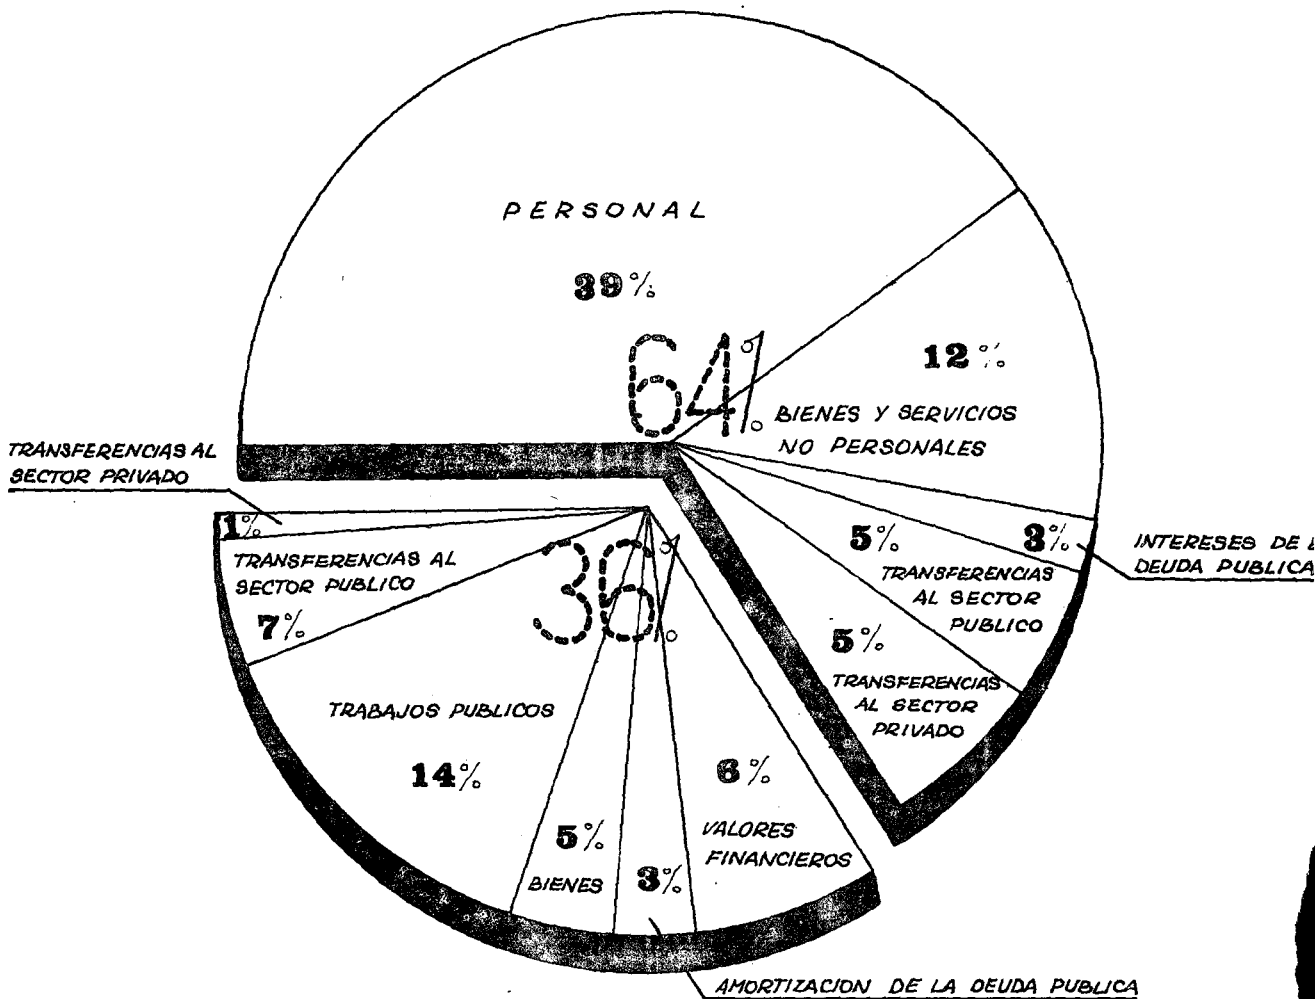 PERSONAL
39%
64%
12%
BIENES Y SERVICIOS
NO PERSONALES
TRANSFERENCIAS AL
SECTOR PRIVADO
1%
TRANSFERENCIAS AL
SECTOR PUBLICO
7%
36%
5%
TRANSFERENCIAS
AL SECTOR
PUBLICO
3%
INTERESES DE L
DEUDA PUBLICA
5%
TRANSFERENCIAS
AL SECTOR
PRIVADO
TRABAJOS PUBLICOS
14%
5%
BIENES
3%
6%
VALORES
FINANCIEROS
AMORTIZACION DE LA DEUDA PUBLICA